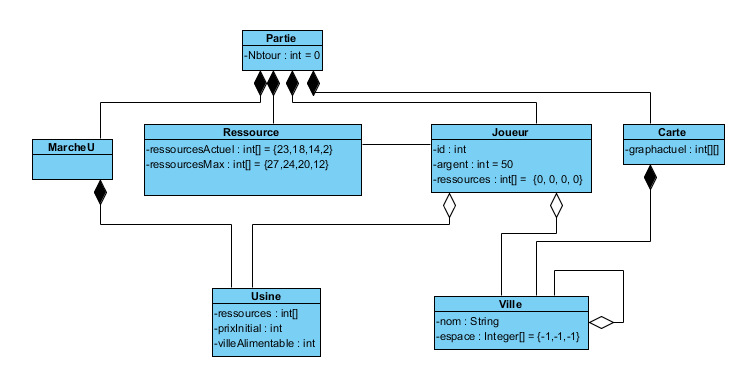 Partie
-Nbtour : int = 0
MarcheU
Ressource
-ressourcesActuel : int[] = {23,18,14,2}
-ressourcesMax : int[] = {27,24,20,12}
Joueur
-id : int
-argent : int = 50
-ressources : int[] = {0, 0, 0, 0}
Carte
-graphactuel : int[][]
Usine
-ressources : int[]
-prixInitial : int
-villeAlimentable : int
Ville
-nom : String
-espace : Integer[] = {-1,-1,-1}